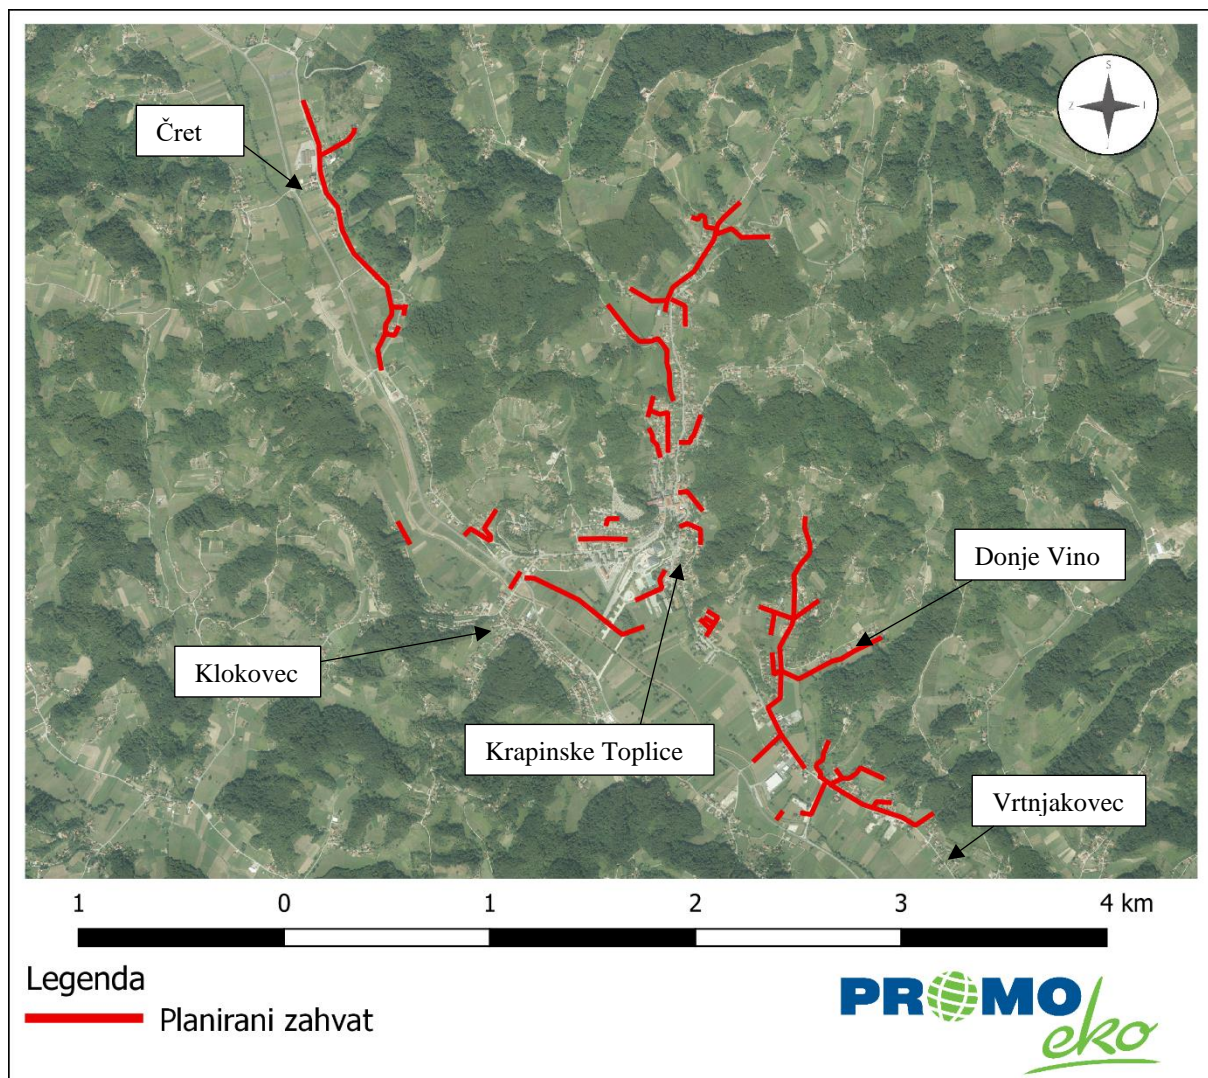 S
Čret
Z
I
J
Donje Vino
Klokovec
Krapinske Toplice
Vrtnjakovec
1 0 1 2 3 4 km
Legenda
Planirani zahvat
PROMO
eko